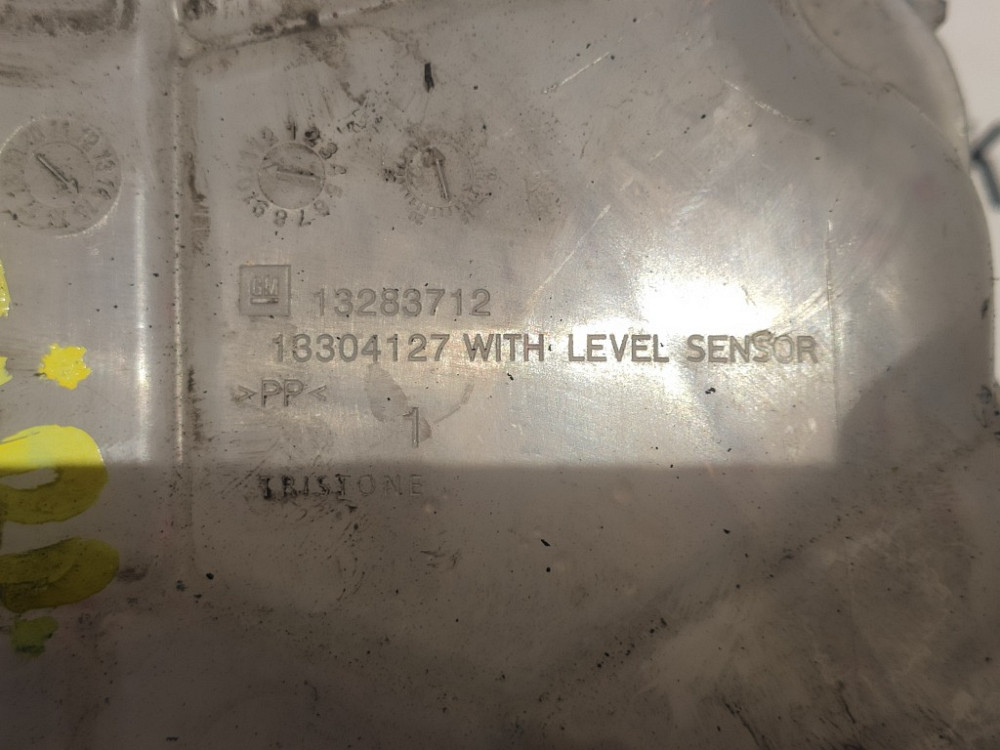 GM 13283712
13304127 WITH LEVEL SENSOR
>PP<
1
TRISTONE